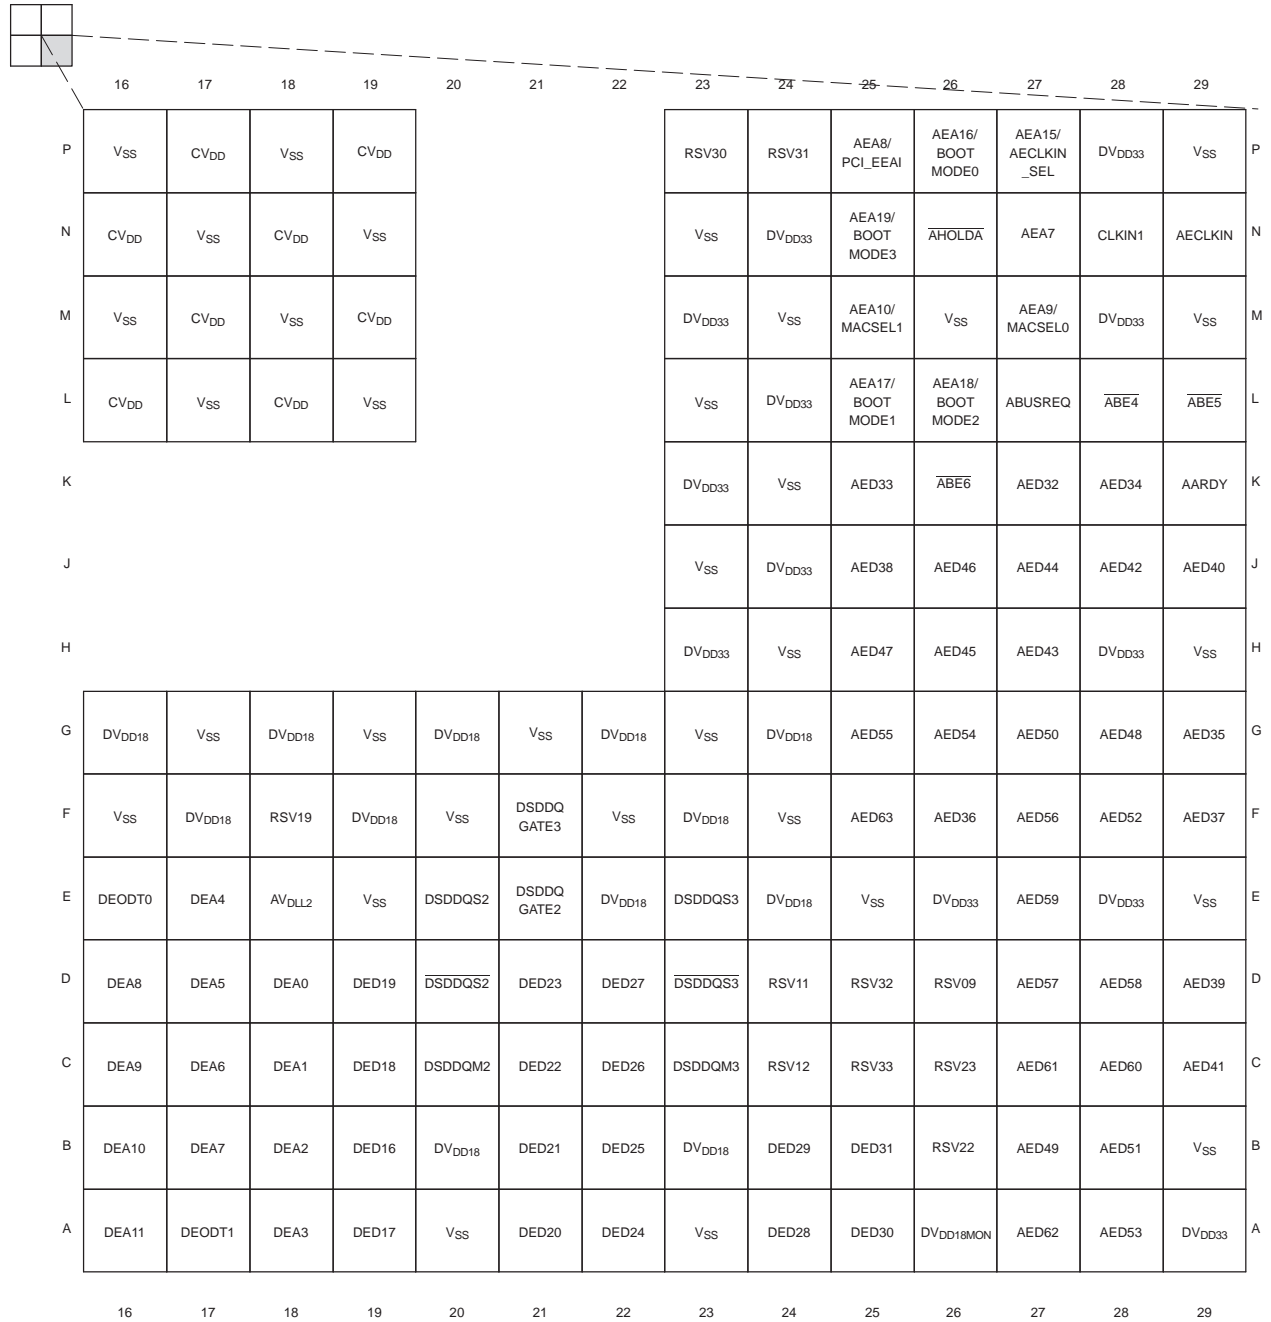 16 17 18 19 20 21 22 23 24 25 26 27 28 29
P VSS CVDD VSS CVDD RSV30 RSV31 AEA8/ PCI_EEAI AEA16/ BOOT MODE0 AEA15/ AECLKIN _SEL DVDD33 VSS P
N CVDD VSS CVDD VSS VSS DVDD33 AEA19/ BOOT MODE3 AHOLDA AEA7 CLKIN1 AECLKIN N
M VSS CVDD VSS CVDD DVDD33 VSS AEA10/ MACSEL1 VSS AEA9/ MACSEL0 DVDD33 VSS M
L CVDD VSS CVDD VSS VSS DVDD33 AEA17/ BOOT MODE1 AEA18/ BOOT MODE2 ABUSREQ ABE4 ABE5 L
K DVDD33 VSS AED33 ABE6 AED32 AED34 AARDY K
J VSS DVDD33 AED38 AED46 AED44 AED42 AED40 J
H DVDD33 VSS AED47 AED45 AED43 DVDD33 VSS H
G DVDD18 VSS DVDD18 VSS DVDD18 VSS DVDD18 VSS DVDD18 AED55 AED54 AED50 AED48 AED35 G
F VSS DVDD18 RSV19 DVDD18 VSS DSDDQ GATE3 VSS DVDD18 VSS AED63 AED36 AED56 AED52 AED37 F
E DEODT0 DEA4 AVDLL2 VSS DSDDQS2 DSDDQ GATE2 DVDD18 DSDDQS3 DVDD18 VSS DVDD33 AED59 DVDD33 VSS E
D DEA8 DEA5 DEA0 DED19 DSDDQS2 DED23 DED27 DSDDQS3 RSV11 RSV32 RSV09 AED57 AED58 AED39 D
C DEA9 DEA6 DEA1 DED18 DSDDQM2 DED22 DED26 DSDDQM3 RSV12 RSV33 RSV23 AED61 AED60 AED41 C
B DEA10 DEA7 DEA2 DED16 DVDD18 DED21 DED25 DVDD18 DED29 DED31 RSV22 AED49 AED51 VSS B
A DEA11 DEODT1 DEA3 DED17 VSS DED20 DED24 VSS DED28 DED30 DVDD18MON AED62 AED53 DVDD33 A
16 17 18 19 20 21 22 23 24 25 26 27 28 29